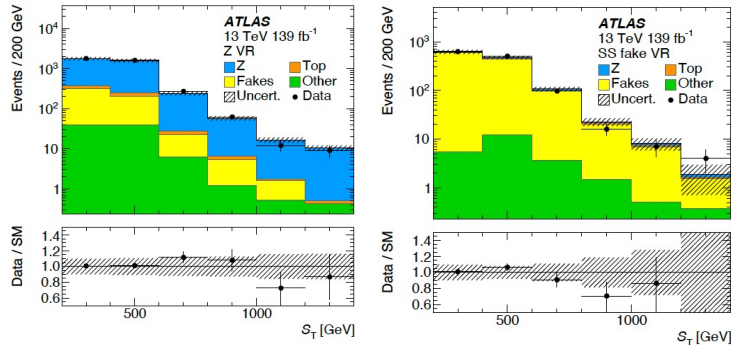 Events / 200 GeV
10⁴
10³
10²
10
1
ATLAS
13 TeV 139 fb⁻¹
Z VR
Z
Top
Fakes
Other
Uncert.
Data
Data / SM
1.4
1.2
1.0
0.8
0.6
500
1000
S_T [GeV]
Events / 200 GeV
10³
10²
10
1
ATLAS
13 TeV 139 fb⁻¹
SS fake VR
Z
Top
Fakes
Other
Uncert.
Data
Data / SM
1.4
1.2
1.0
0.8
0.6
500
1000
S_T [GeV]